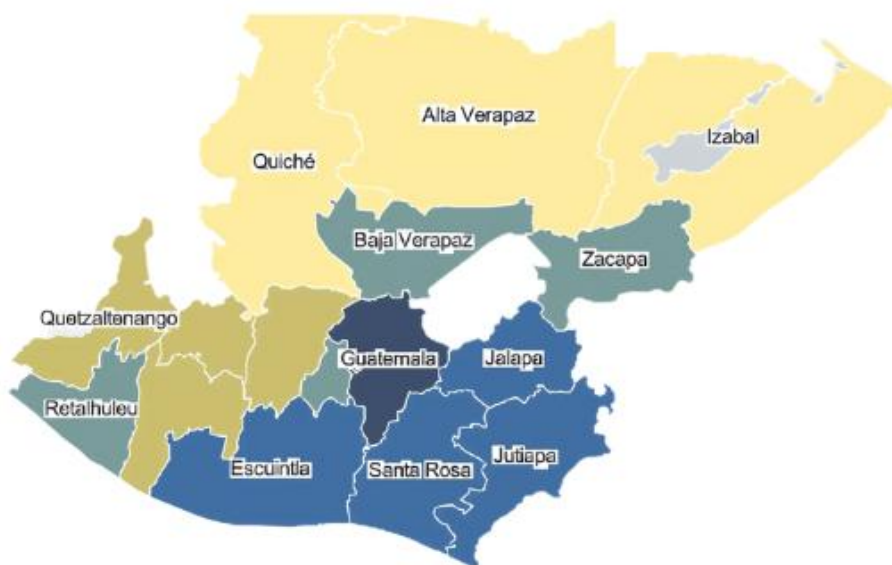 Alta Verapaz
Izabal
Quiché
Baja Verapaz
Zacapa
Quetzaltenango
Guatemala
Jalapa
Retalhuleu
Escuintla
Santa Rosa
Jutiapa